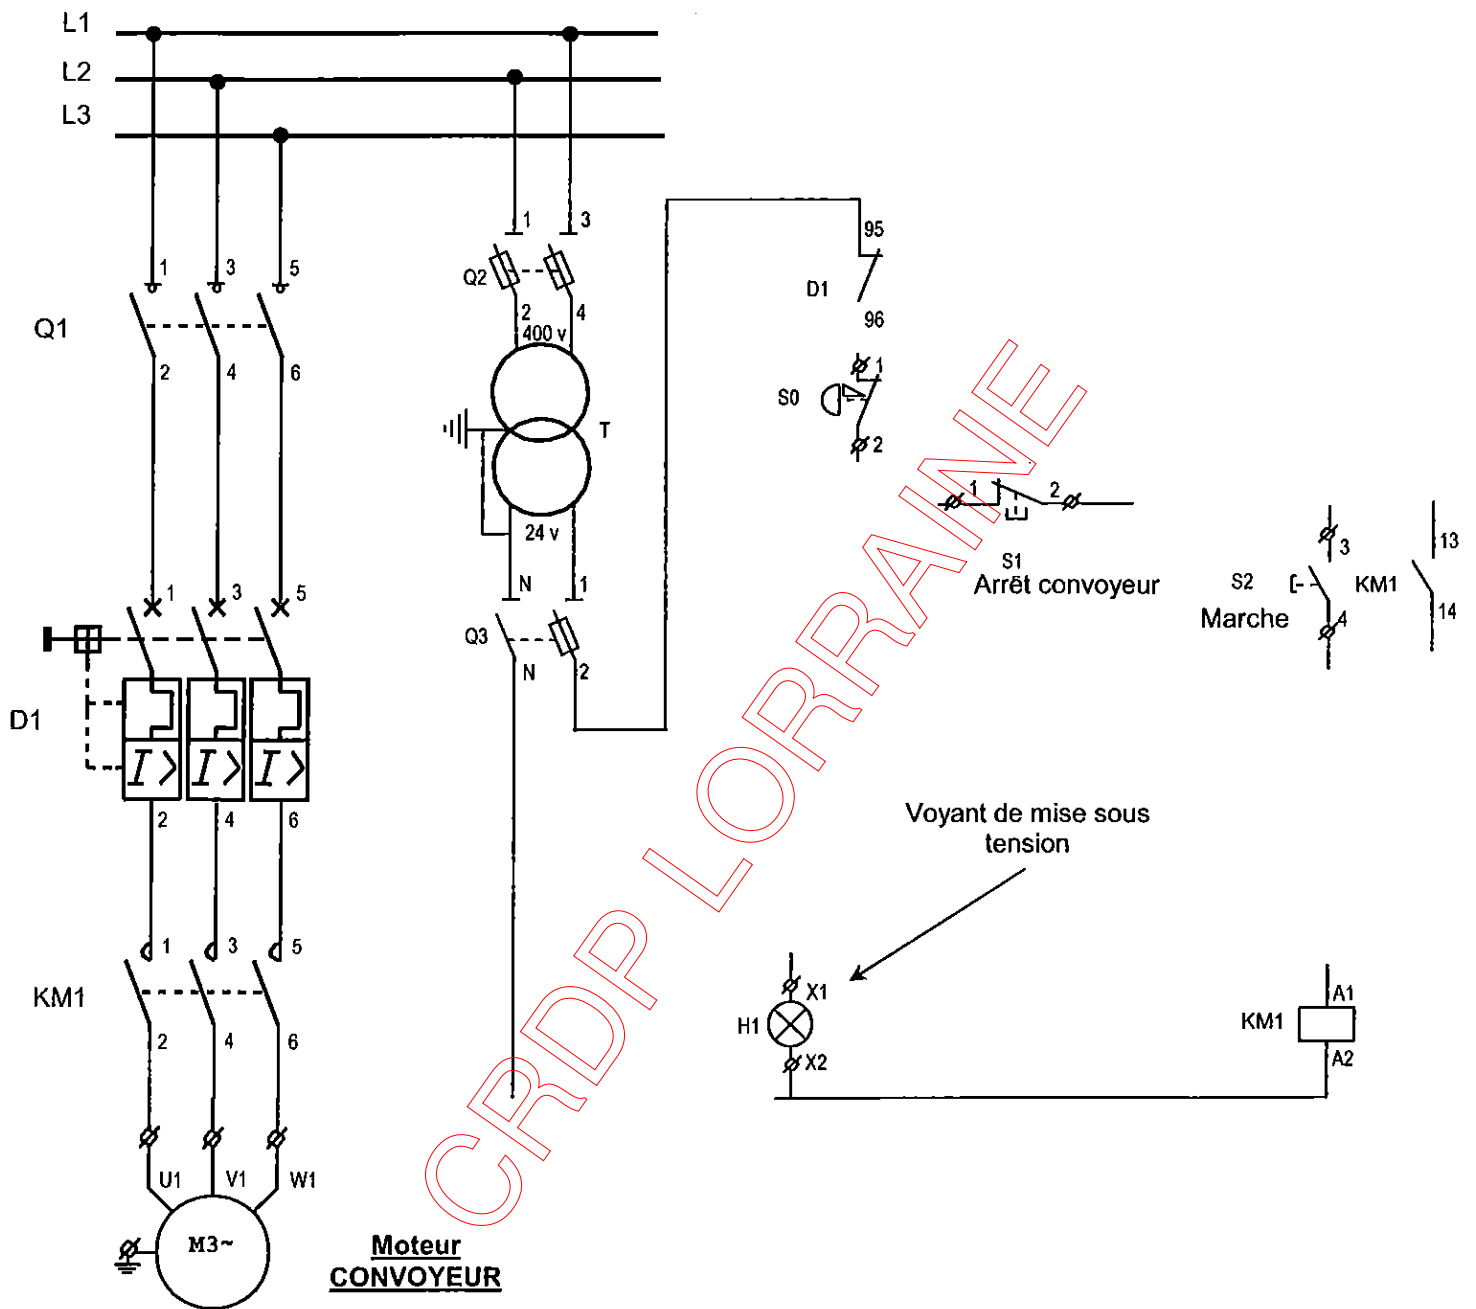 L1
L2
L3
1 3 5
Q1
2 4 6
1 3 5
D1
2 4 6
1 3 5
KM1
2 4 6
U1 V1 W1
M3~
Moteur
CONVOYEUR
1 3
Q2
2 4
400 v
T
24 v
N 1
Q3
N 2
95
D1
96
1
S0
2
1 2
S1
Arrêt convoyeur
3
S2
Marche
4
13
KM1
14
Voyant de mise sous
tension
X1
H1
X2
A1
KM1
A2
CRDP LORRAINE